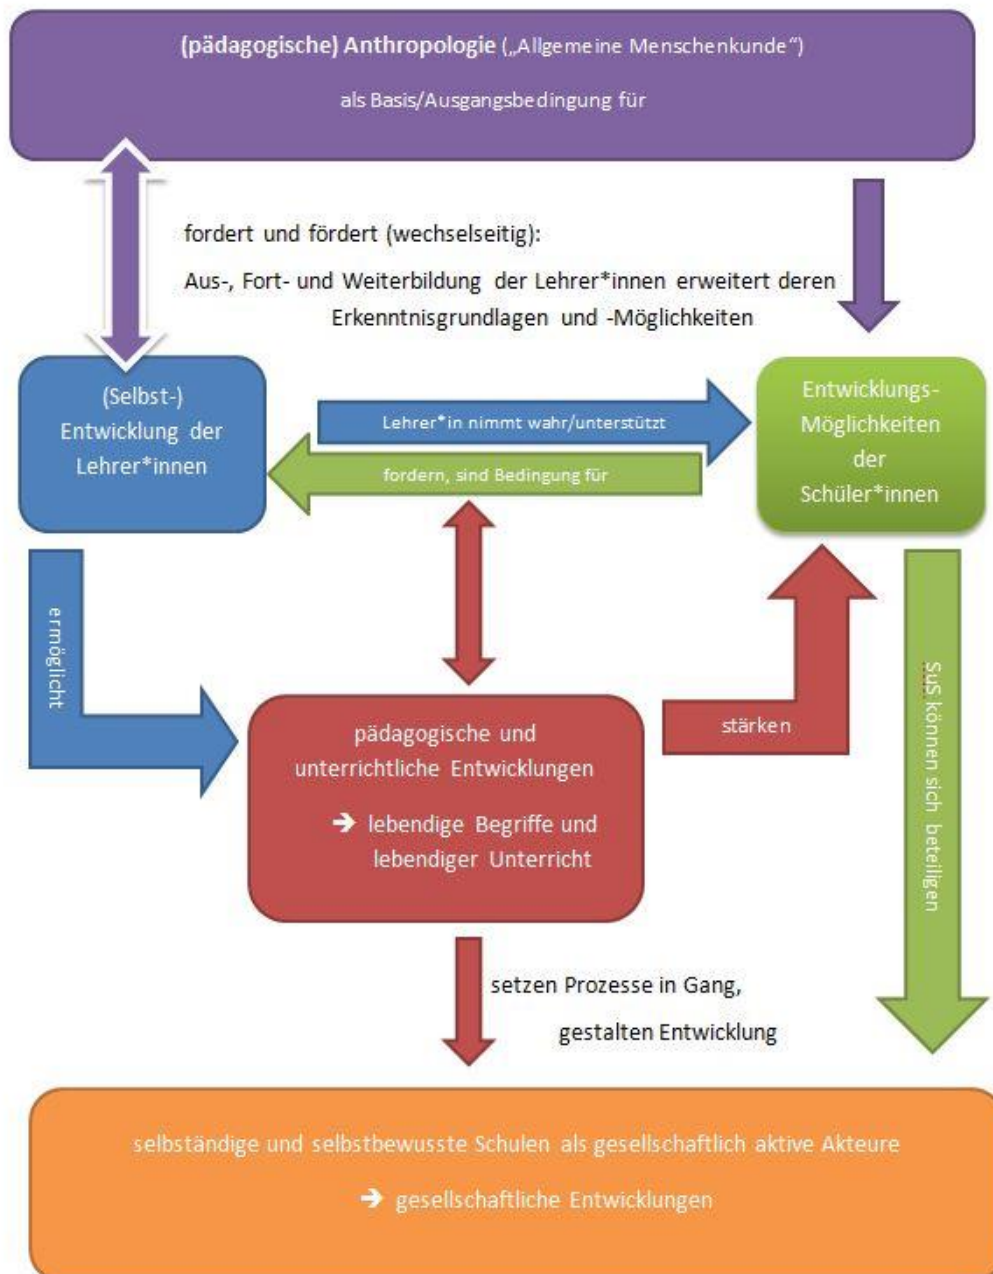 (pädagogische) Anthropologie („Allgemeine Menschenkunde“)
als Basis/Ausgangsbedingung für
fordert und fördert (wechselseitig):
Aus-, Fort- und Weiterbildung der Lehrer*innen erweitert deren
Erkenntnisgrundlagen und -Möglichkeiten
(Selbst-)
Entwicklung der
Lehrer*innen
Lehrer*in nimmt wahr/unterstützt
fordern, sind Bedingung für
Entwicklungs-
Möglichkeiten
der
Schüler*innen
ermöglicht
pädagogische und
unterrichtliche Entwicklungen
➔ lebendige Begriffe und
lebendiger Unterricht
stärken
SuS können sich beteiligen
setzen Prozesse in Gang,
gestalten Entwicklung
selbständige und selbstbewusste Schulen als gesellschaftlich aktive Akteure
➔ gesellschaftliche Entwicklungen